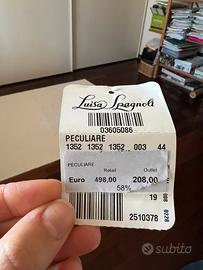 Luisa Spagnoli
03605086
PECULIARE
1352 1352 1352 003 44
PECULIARE
Retail Outlet
Euro 498,00 208,00
58%
19
2510378
subito